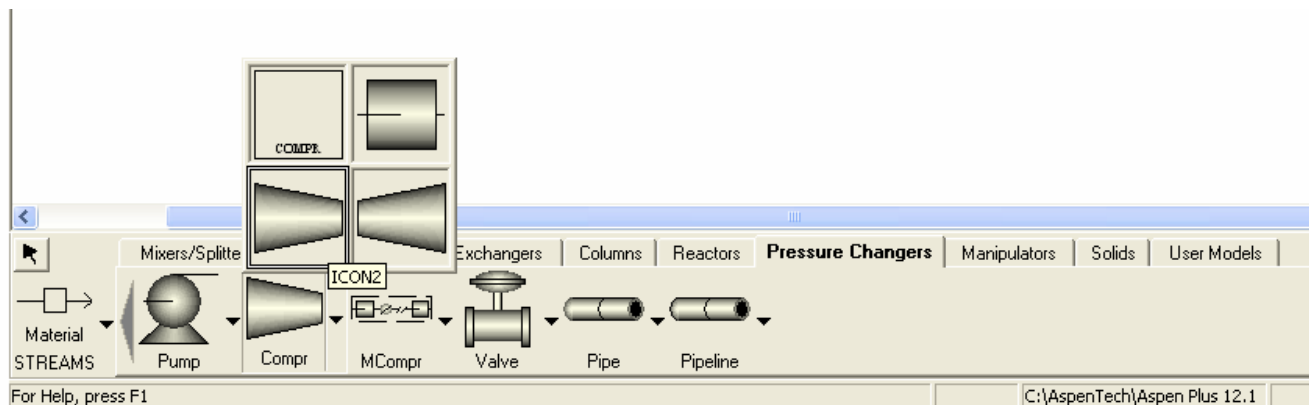 COMPR
ICON2
Mixers/Splitte Exchangers Columns Reactors Pressure Changers Manipulators Solids User Models
Material
STREAMS Pump Compr MCompr Valve Pipe Pipeline
For Help, press F1 C:\AspenTech\Aspen Plus 12.1